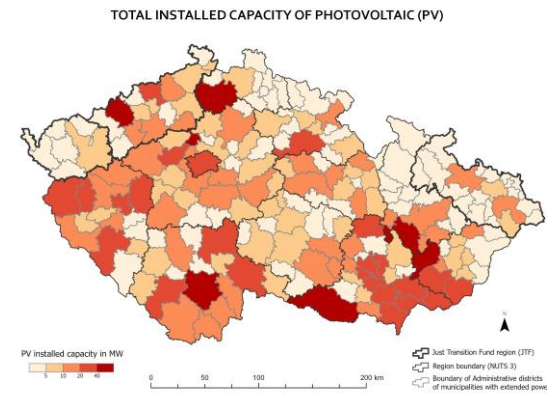 TOTAL INSTALLED CAPACITY OF PHOTOVOLTAIC (PV)
N
PV installed capacity in MW
5 10 20 40
0 50 100 200 km
Just Transition Fund region (JTF)
Region boundary (NUTS 3)
Boundary of Administrative districts
of municipalities with extended powe